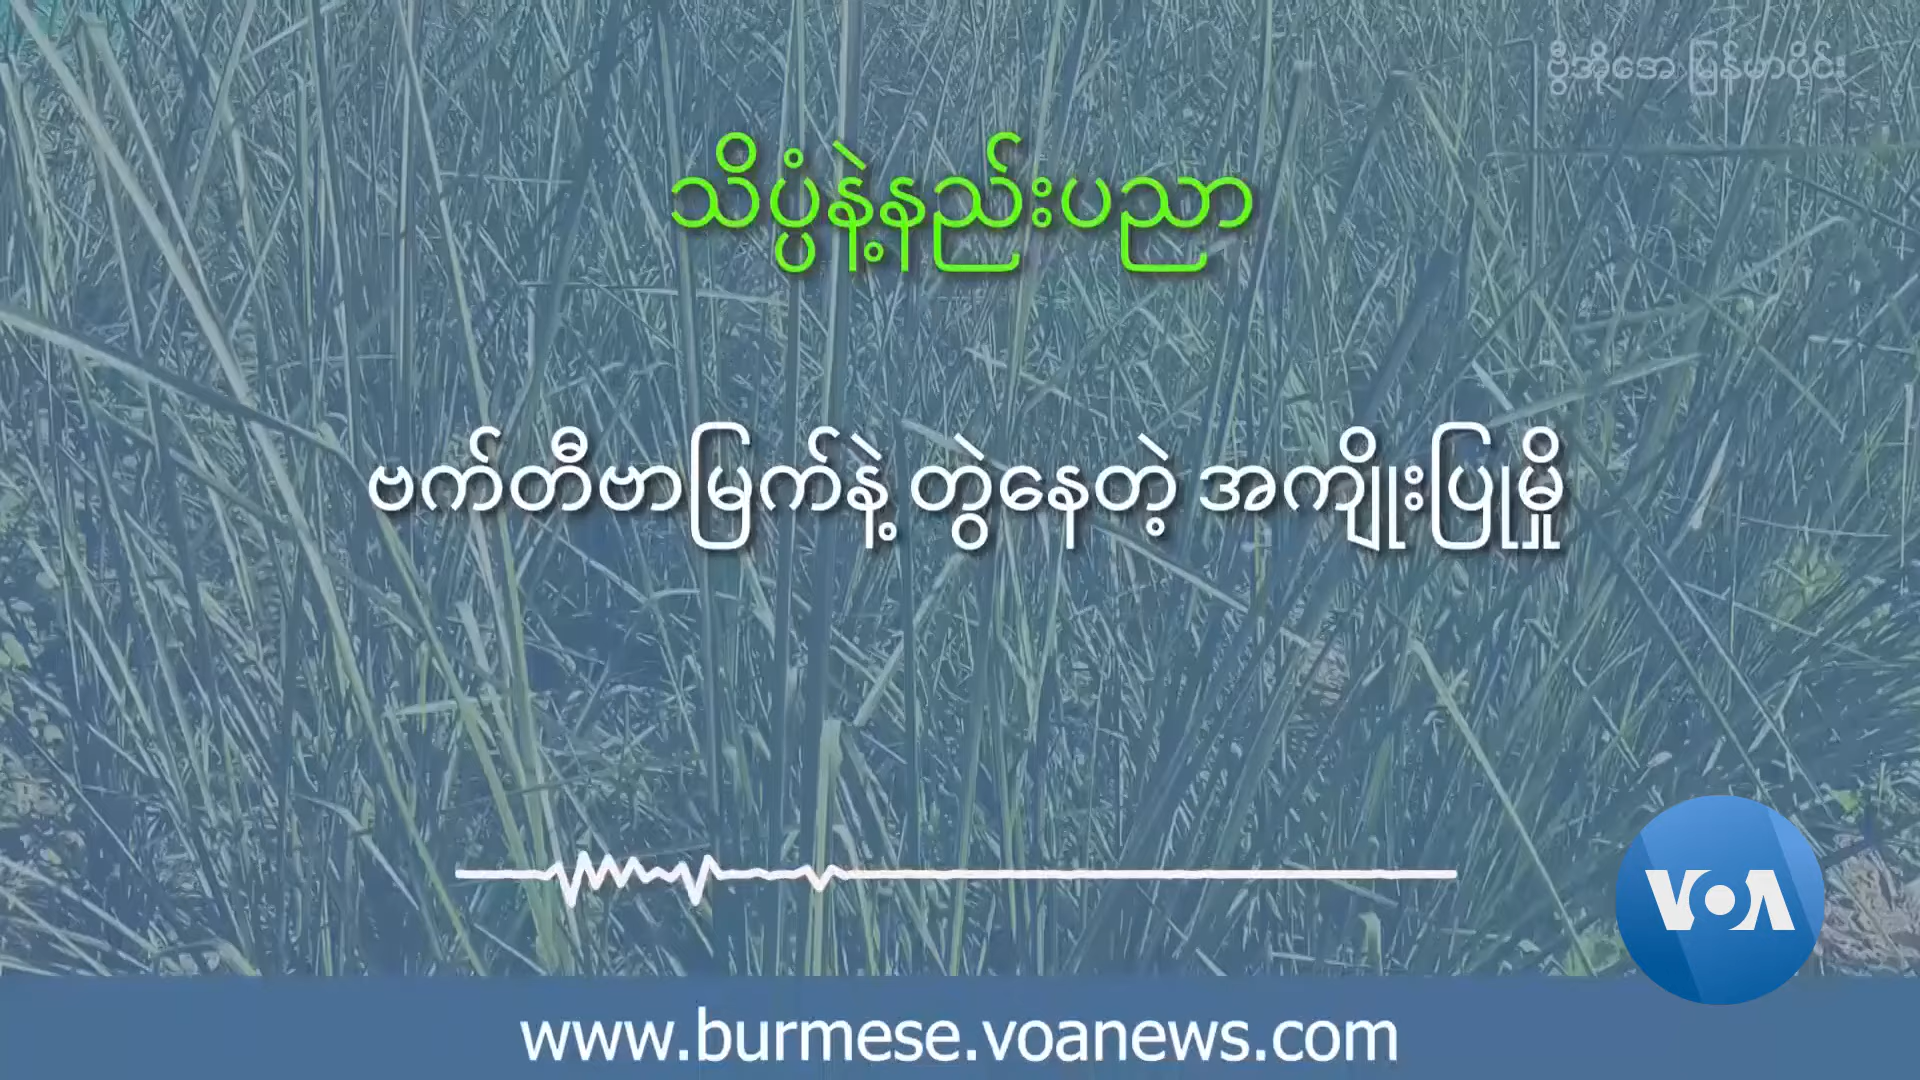 ဗွီအိုအေ မြန်မာပိုင်း
သိပ္ပံနဲ့နည်းပညာ
ဗက်တီဗာမြက်နဲ့ တွဲနေတဲ့ အကျိုးပြုမှို
VOA
www.burmese.voanews.com